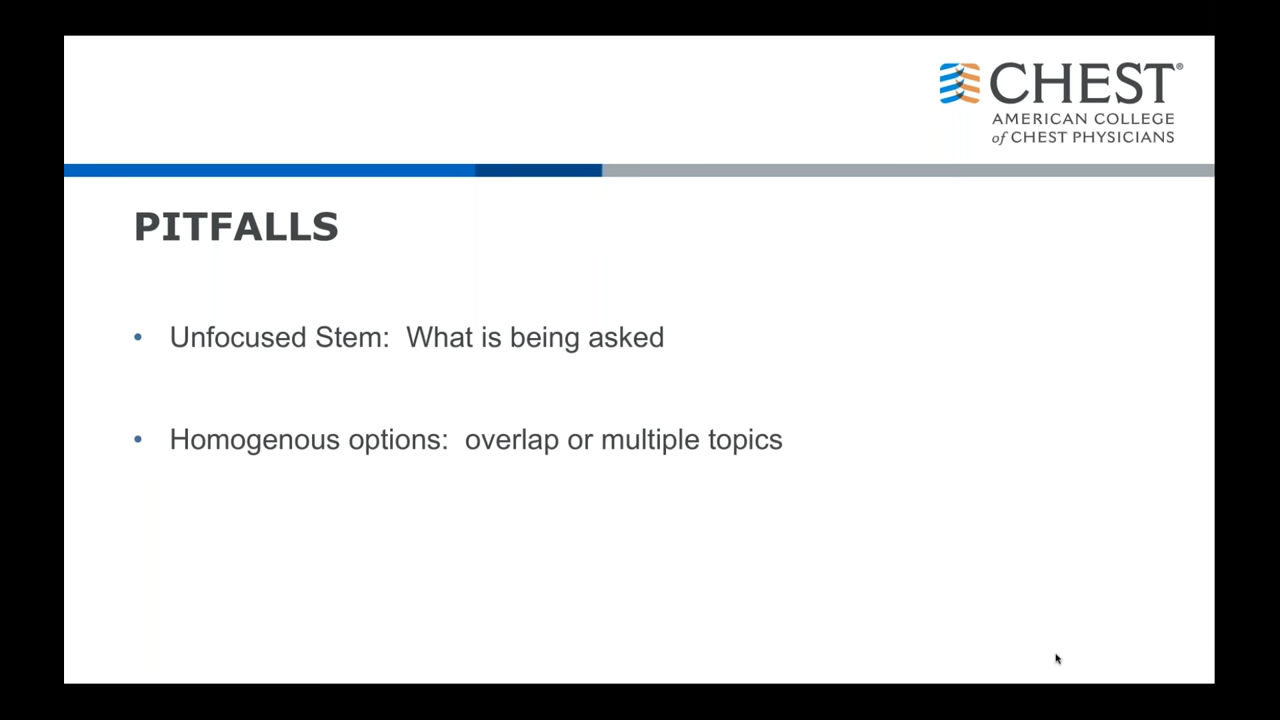 CHEST®
AMERICAN COLLEGE
of CHEST PHYSICIANS
PITFALLS
• Unfocused Stem: What is being asked
• Homogenous options: overlap or multiple topics